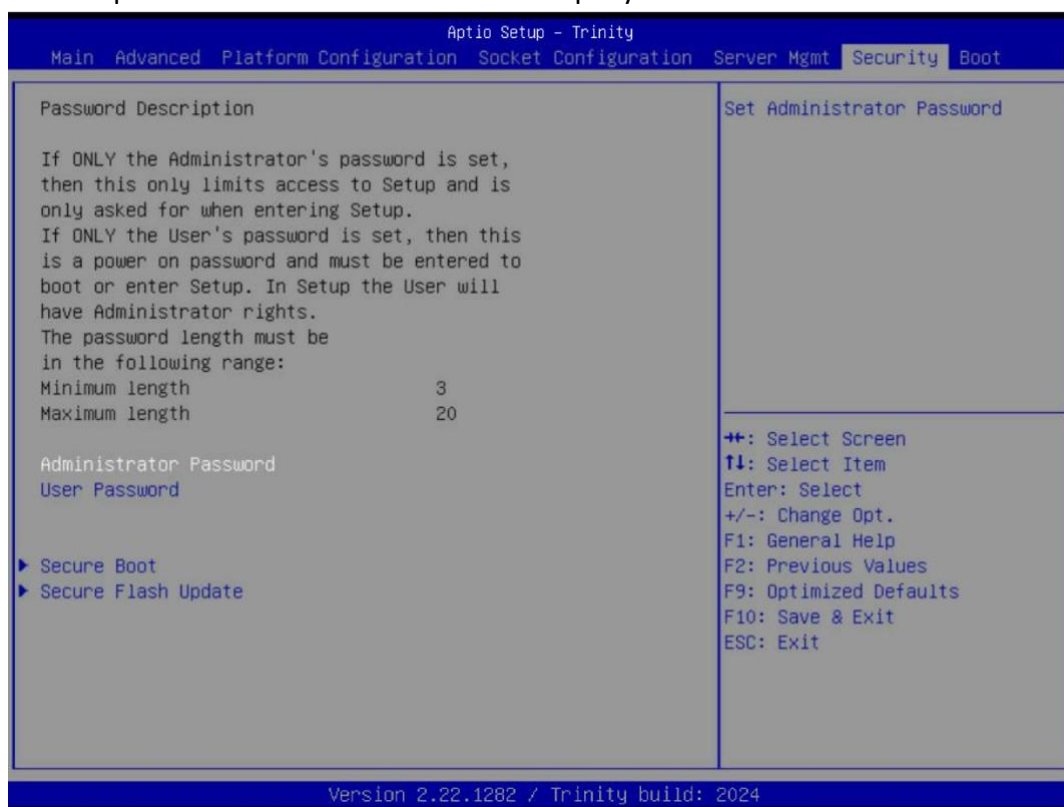 Aptio Setup – Trinity
Main Advanced Platform Configuration Socket Configuration Server Mgmt Security Boot
Password Description
If ONLY the Administrator's password is set,
then this only limits access to Setup and is
only asked for when entering Setup.
If ONLY the User's password is set, then this
is a power on password and must be entered to
boot or enter Setup. In Setup the User will
have Administrator rights.
The password length must be
in the following range:
Minimum length 3
Maximum length 20
Administrator Password
User Password
Secure Boot
Secure Flash Update
Set Administrator Password
→←: Select Screen
↑↓: Select Item
Enter: Select
+/-: Change Opt.
F1: General Help
F2: Previous Values
F9: Optimized Defaults
F10: Save & Exit
ESC: Exit
Version 2.22.1282 / Trinity build: 2024